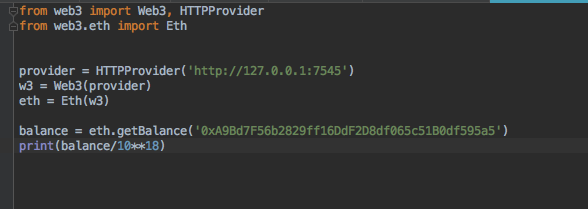 from web3 import Web3, HTTPProvider
from web3.eth import Eth
provider = HTTPProvider('http://127.0.0.1:7545')
w3 = Web3(provider)
eth = Eth(w3)
balance = eth.getBalance('0xA9Bd7F56b2829ff16DdF2D8df065c51B0df595a5')
print(balance/10**18)